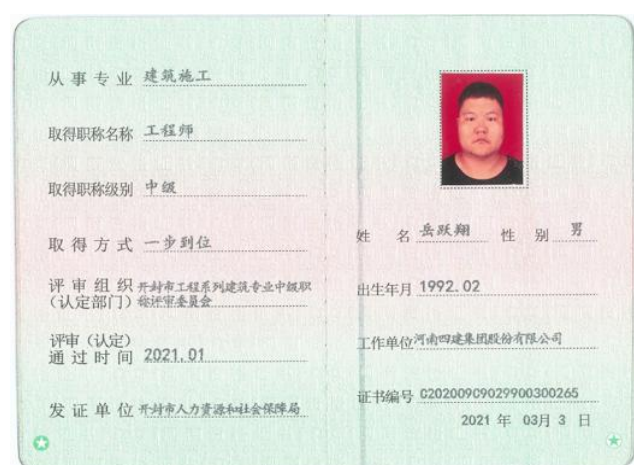 从事专业 建筑施工
取得职称名称 工程师
取得职称级别 中级
取得方式 一步到位
评审组织 开封市工程系列建筑专业中级职
(认定部门) 称评审委员会
评审(认定)
通过时间 2021.01
发证单位 开封市人力资源和社会保障局
姓名 岳跃翔 性别 男
出生年月 1992.02
工作单位 河南四建集团股份有限公司
证书编号 C20200909029900300265
2021 年 03月 3 日